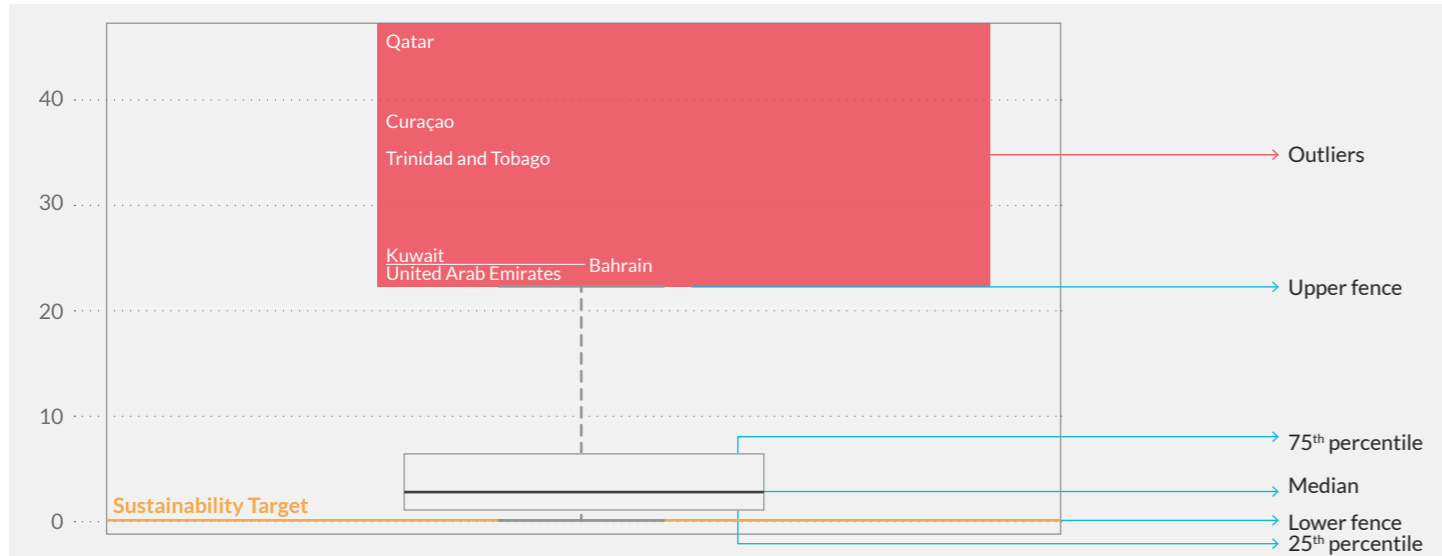 Qatar
40
Curaçao
Outliers
Trinidad and Tobago
30
Kuwait
Bahrain
United Arab Emirates
Upper fence
20
10
75th percentile
Median
Sustainability Target
0
Lower fence
25th percentile